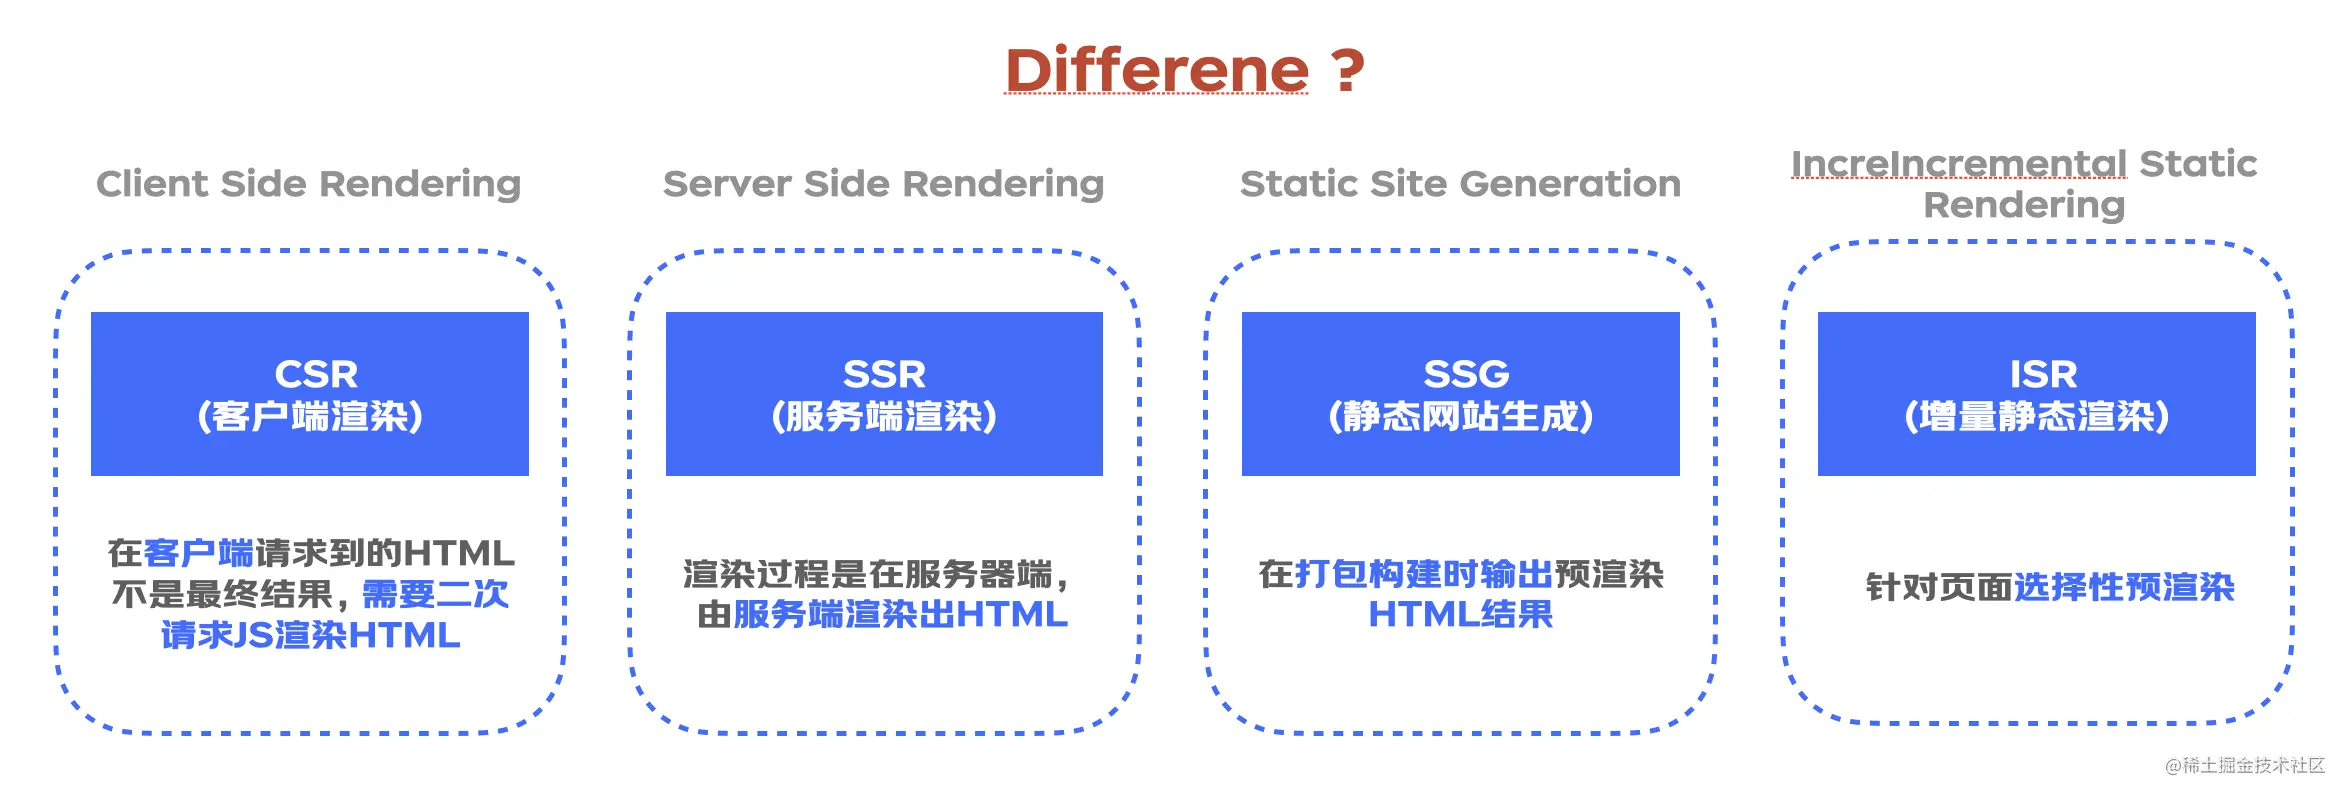 Differene ?
Client Side Rendering
CSR
(客户端渲染)
在客户端请求到的HTML
不是最终结果，需要二次
请求JS渲染HTML
Server Side Rendering
SSR
(服务端渲染)
渲染过程是在服务器端，
由服务端渲染出HTML
Static Site Generation
SSG
(静态网站生成)
在打包构建时输出预渲染
HTML结果
IncreIncremental Static
Rendering
ISR
(增量静态渲染)
针对页面选择性预渲染
@稀土掘金技术社区